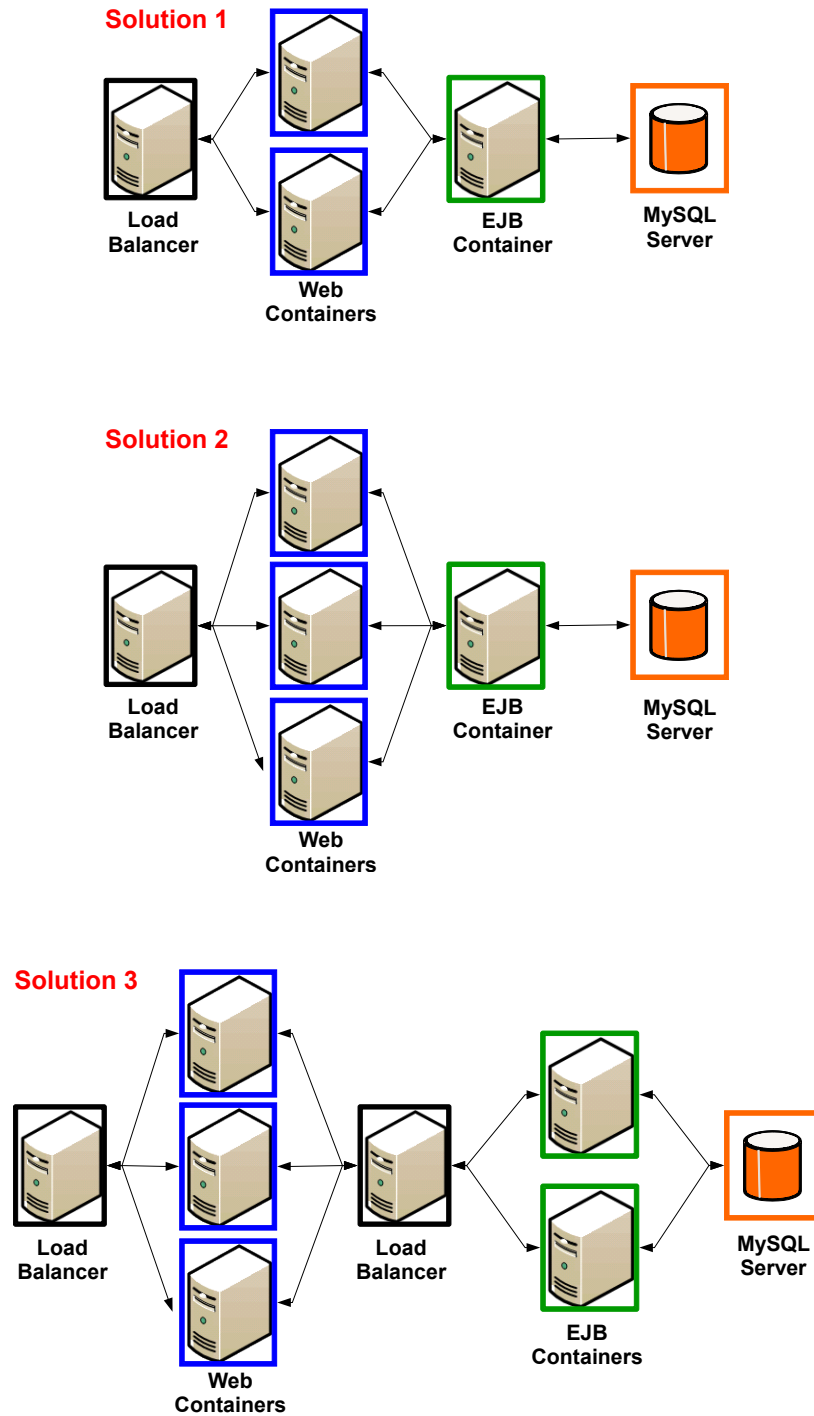 Solution 1
Load
Balancer
Web
Containers
EJB
Container
MySQL
Server
Solution 2
Load
Balancer
Web
Containers
EJB
Container
MySQL
Server
Solution 3
Load
Balancer
Web
Containers
Load
Balancer
EJB
Containers
MySQL
Server